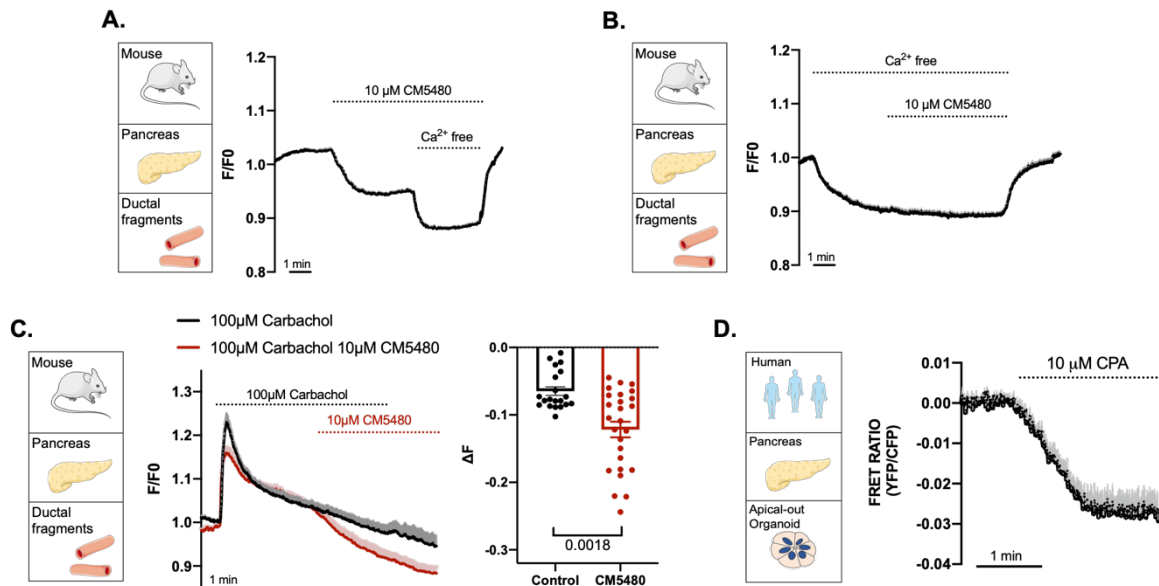 A.
Mouse
Pancreas
Ductal
fragments
F/F0
1.2
1.1
1.0
0.9
0.8
10 µM CM5480
Ca²⁺ free
1 min
B.
Mouse
Pancreas
Ductal
fragments
F/F0
1.2
1.1
1.0
0.9
0.8
Ca²⁺ free
10 µM CM5480
1 min
C.
100µM Carbachol
100µM Carbachol 10µM CM5480
Mouse
Pancreas
Ductal
fragments
F/F0
1.3
1.2
1.1
1.0
0.9
100µM Carbachol
10µM CM5480
1 min
ΔF
0.0
-0.1
-0.2
-0.3
0.0018
Control
CM5480
D.
Human
Pancreas
Apical-out
Organoid
FRET RATIO
(YFP/CFP)
0.00
-0.01
-0.02
-0.03
-0.04
10 µM CPA
1 min